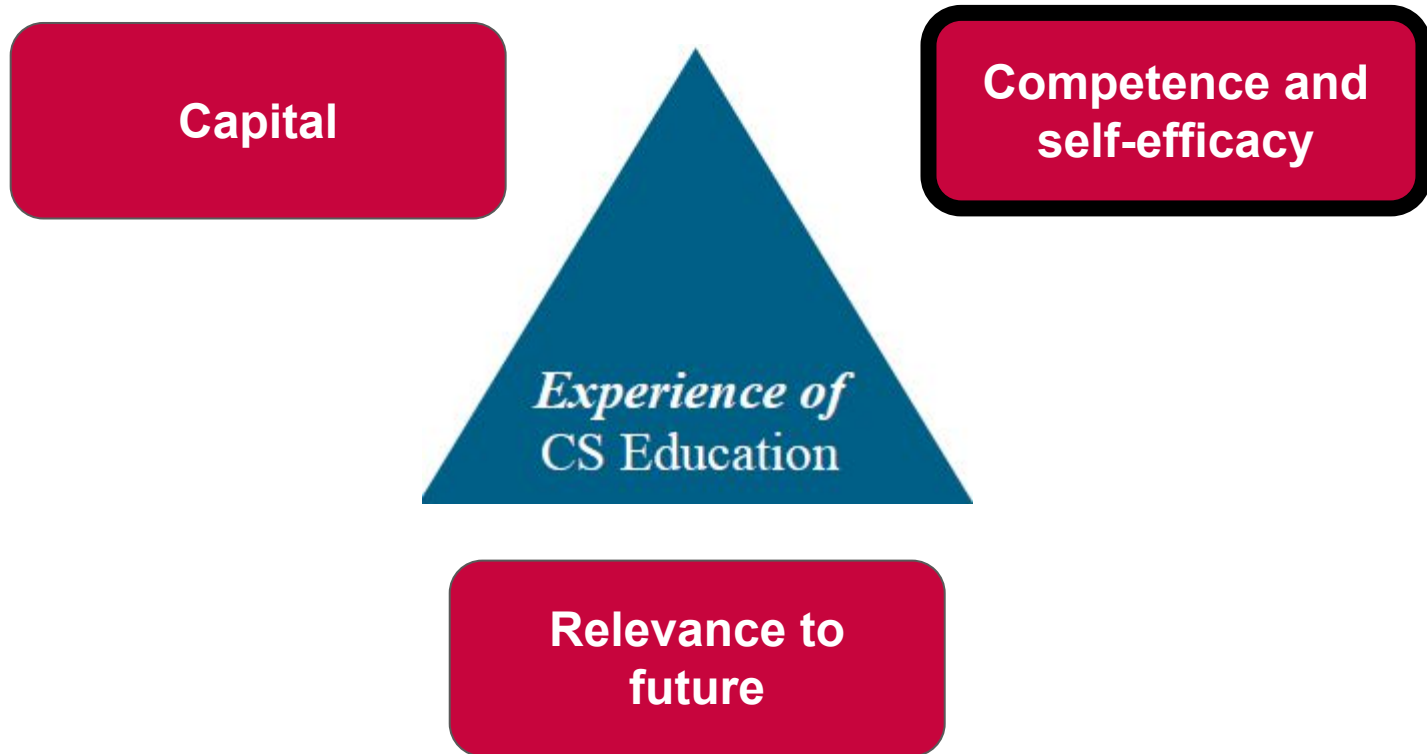 Capital
Competence and
self-efficacy
Experience of
CS Education
Relevance to
future